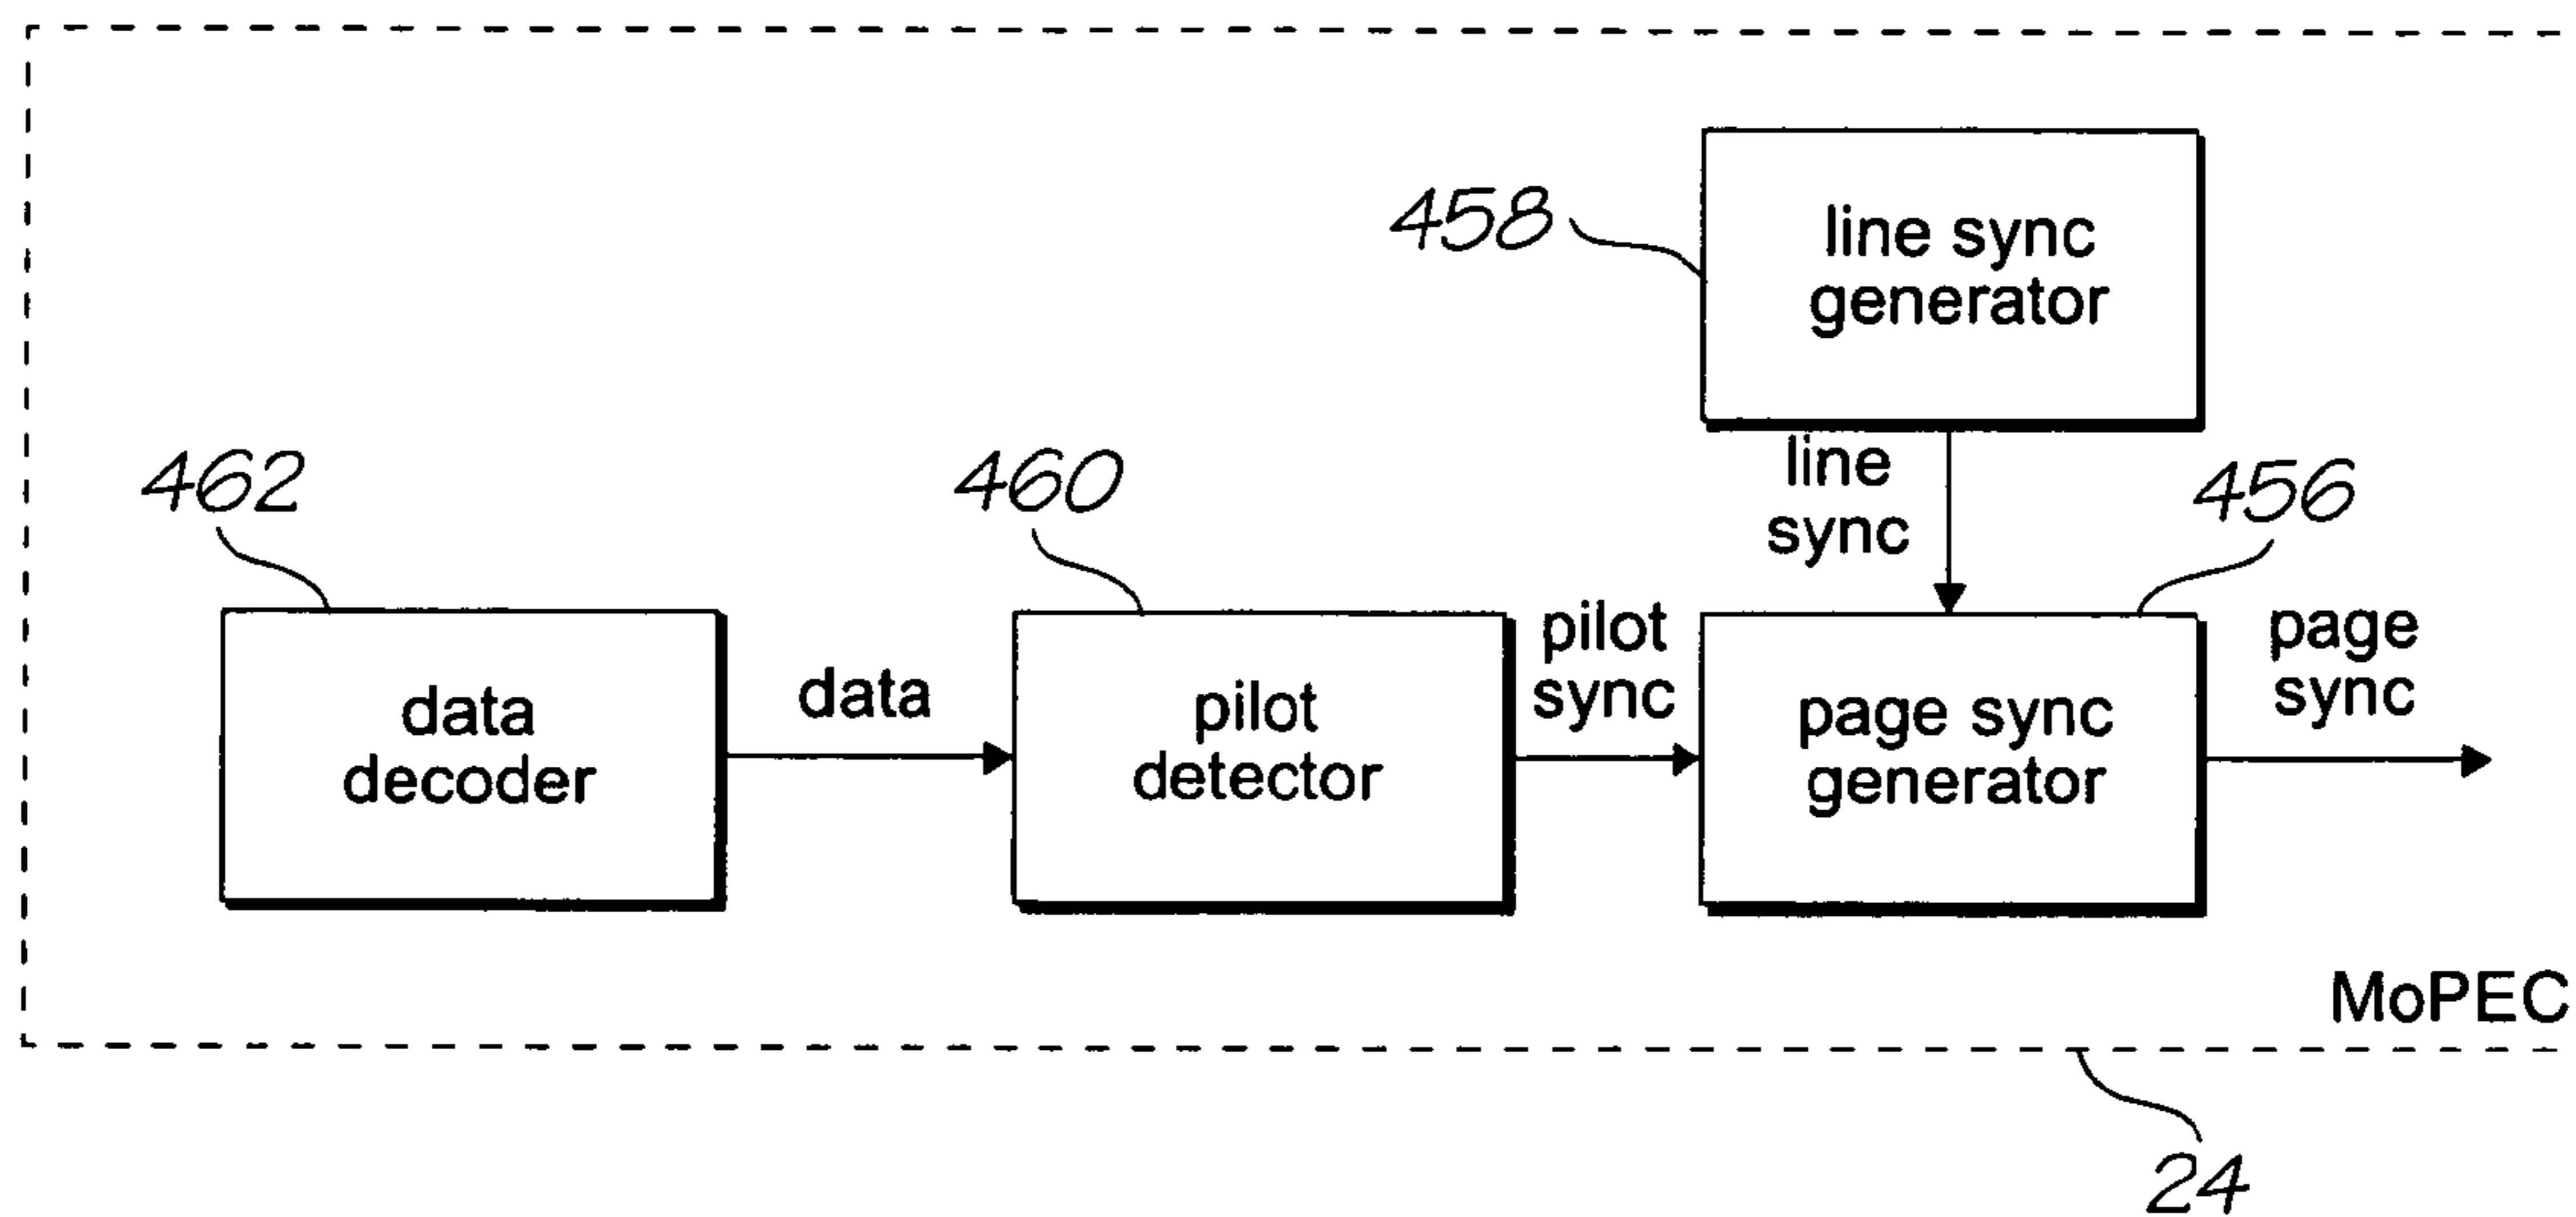 458
line sync
generator
line
sync
462
460
456
data
decoder
data
pilot
detector
pilot
sync
page sync
generator
page
sync
MoPEC
24